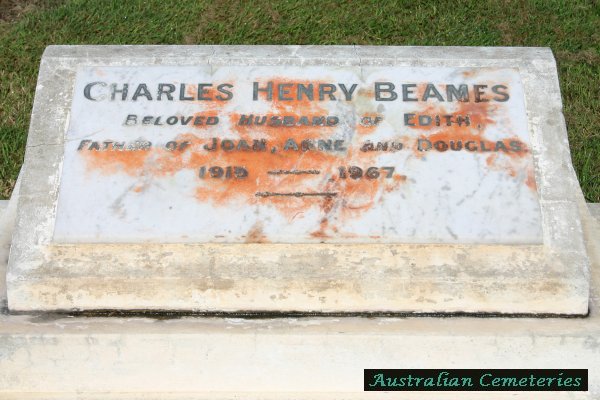 CHARLES HENRY BEAMES
BELOVED HUSBAND OF EDITH,
FATHER OF JOAN, ANNE AND DOUGLAS.
1915 — 1967
Australian Cemeteries